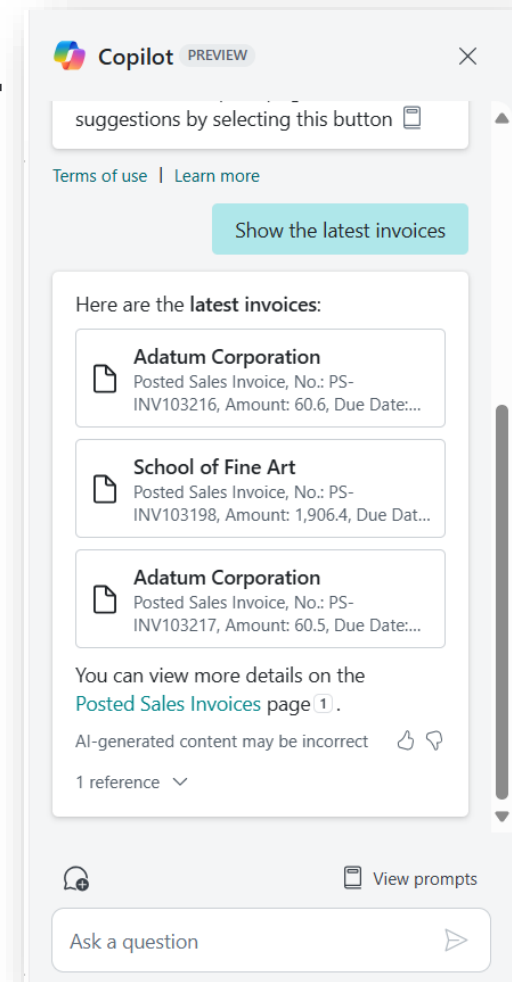 Copilot PREVIEW
suggestions by selecting this button
Terms of use | Learn more
Show the latest invoices
Here are the latest invoices:
Adatum Corporation
Posted Sales Invoice, No.: PS-
INV103216, Amount: 60.6, Due Date:...
School of Fine Art
Posted Sales Invoice, No.: PS-
INV103198, Amount: 1,906.4, Due Dat...
Adatum Corporation
Posted Sales Invoice, No.: PS-
INV103217, Amount: 60.5, Due Date:...
You can view more details on the
Posted Sales Invoices page 1.
AI-generated content may be incorrect
1 reference
View prompts
Ask a question